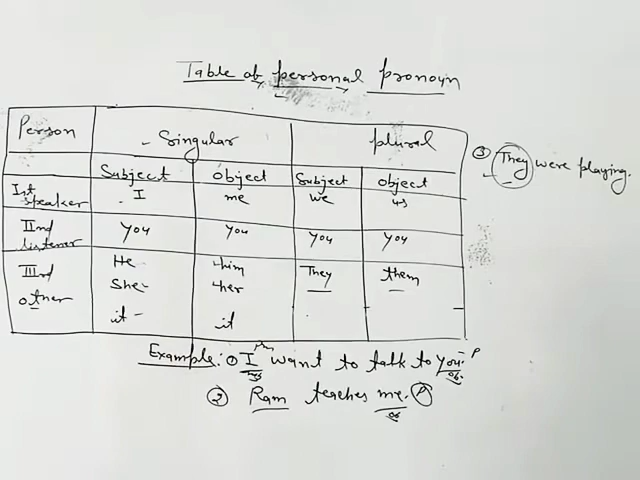 Table of personal pronoun
Person Singular plural
Subject object Subject object
Ist speaker I me we us
IInd listener You You You You
IIIrd other He him They them
She her
it it
Example: ① I want to talk to you. P
ob.
② Ram teaches me. P
ob
③ They were playing.